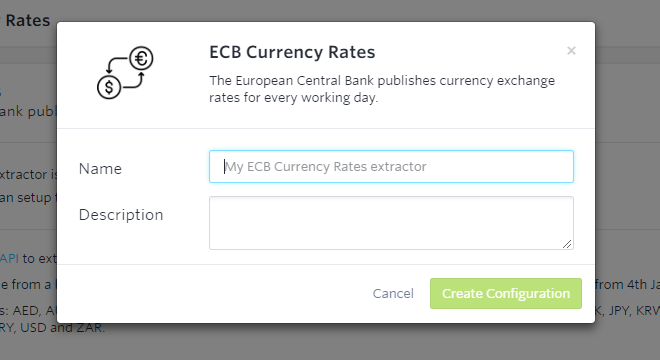 Rates
ECB Currency Rates
×
The European Central Bank publishes currency exchange
rates for every working day.
ank publ
xtractor is
an setup
Name
My ECB Currency Rates extractor
Description
API to ext
e from a
from 4th Ja
s: AED, A
K, JPY, KRW
RY, USD and ZAR.
Cancel
Create Configuration